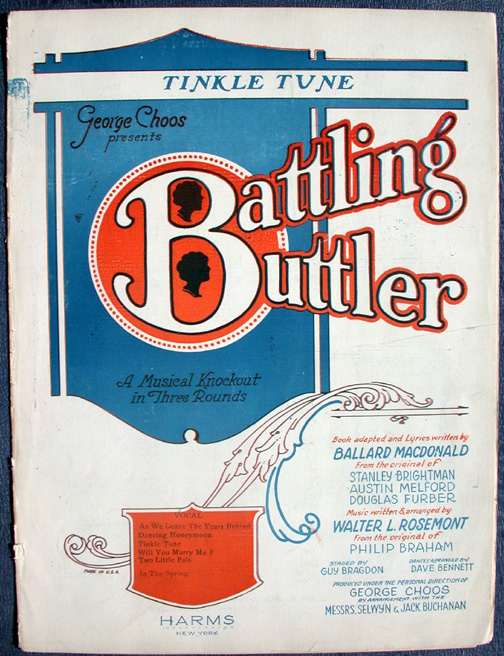 TINKLE TUNE
George Choos
presents
Battling
Buttler
A Musical Knockout
in Three Rounds
Book adapted and Lyrics written by
BALLARD MACDONALD
From the original of
STANLEY BRIGHTMAN
AUSTIN MELFORD
DOUGLAS FURBER
Music written & arranged by
WALTER L. ROSEMONT
From the original of
PHILIP BRAHAM
STAGED BY
GUY BRAGDON
DANCES ARRANGED BY
DAVE BENNETT
PRODUCED UNDER THE PERSONAL DIRECTION OF
GEORGE CHOOS
BY ARRANGEMENT WITH THE
MESSRS. SELWYN & JACK BUCHANAN
VOCAL
As We Leave The Years Behind
Dancing Honeymoon
Tinkle Tune
Will You Marry Me ?
Two Little Pals
In The Spring
MADE IN U.S.A.
HARMS
INCORPORATED
NEW YORK